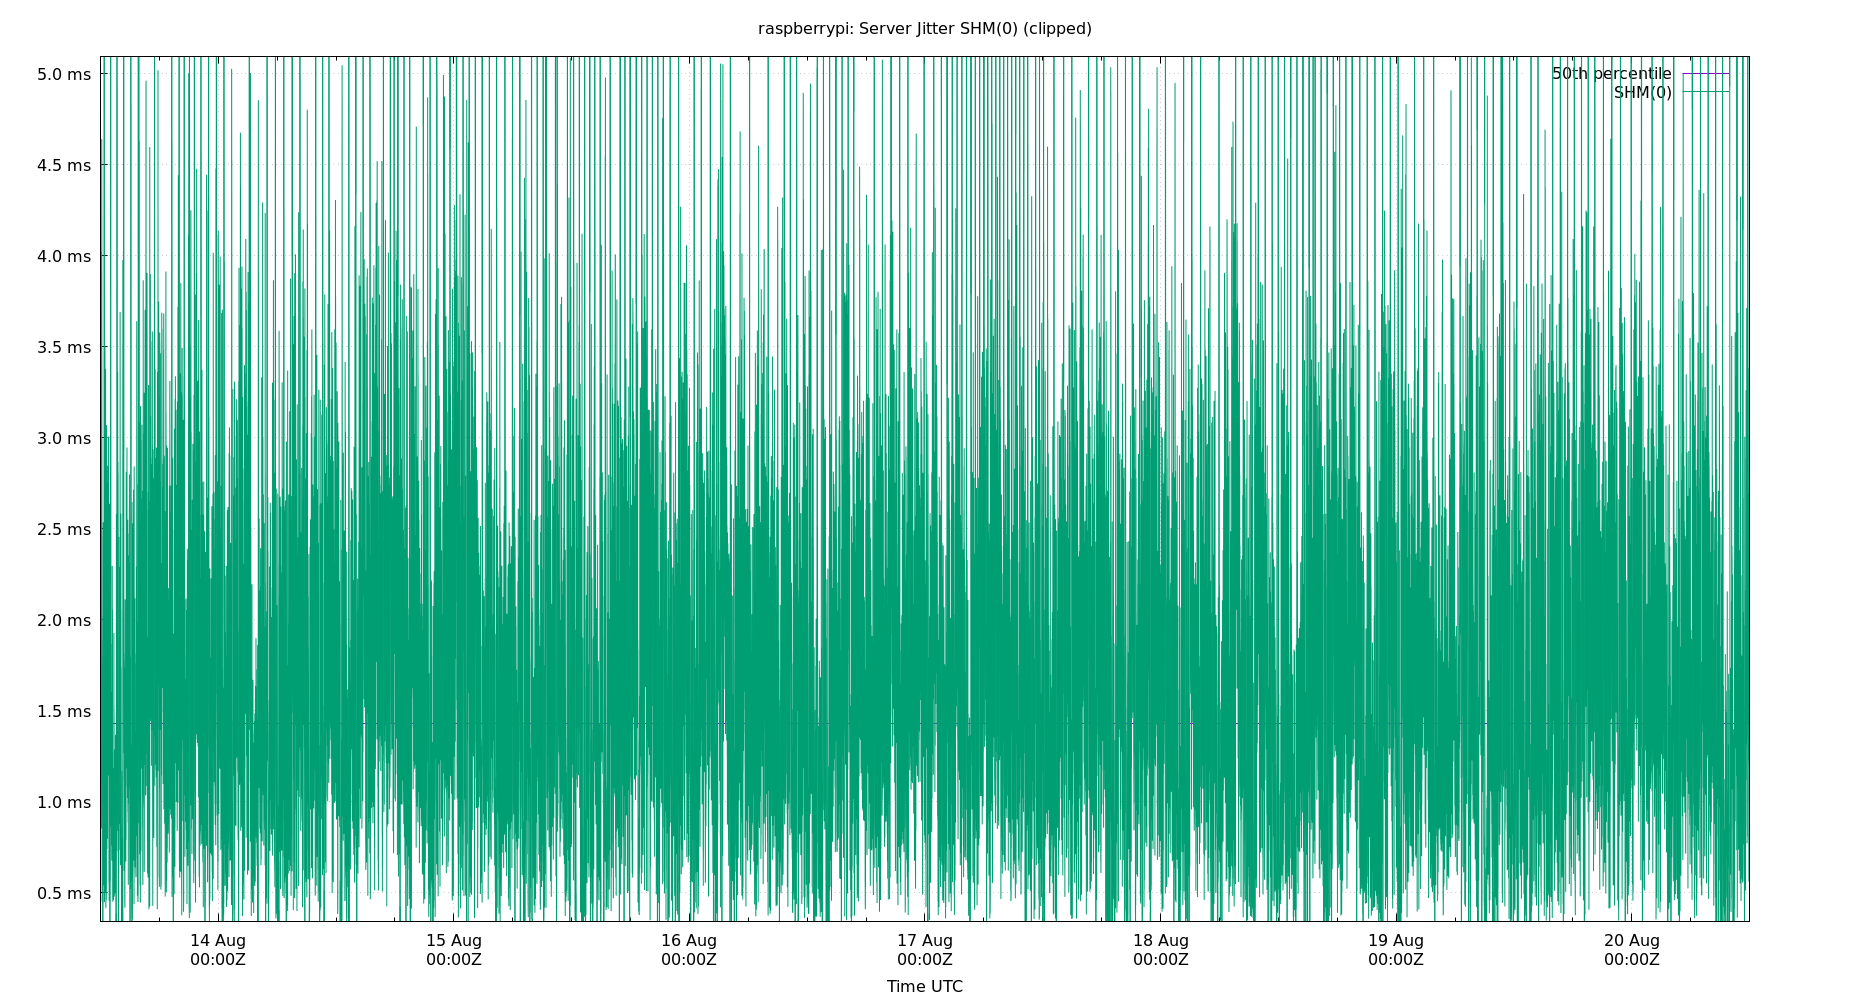 raspberrypi: Server Jitter SHM(0) (clipped)
5.0 ms
50th percentile
SHM(0)
4.5 ms
4.0 ms
3.5 ms
3.0 ms
2.5 ms
2.0 ms
1.5 ms
1.0 ms
0.5 ms
14 Aug 15 Aug 16 Aug 17 Aug 18 Aug 19 Aug 20 Aug
00:00Z 00:00Z 00:00Z 00:00Z 00:00Z 00:00Z 00:00Z
Time UTC